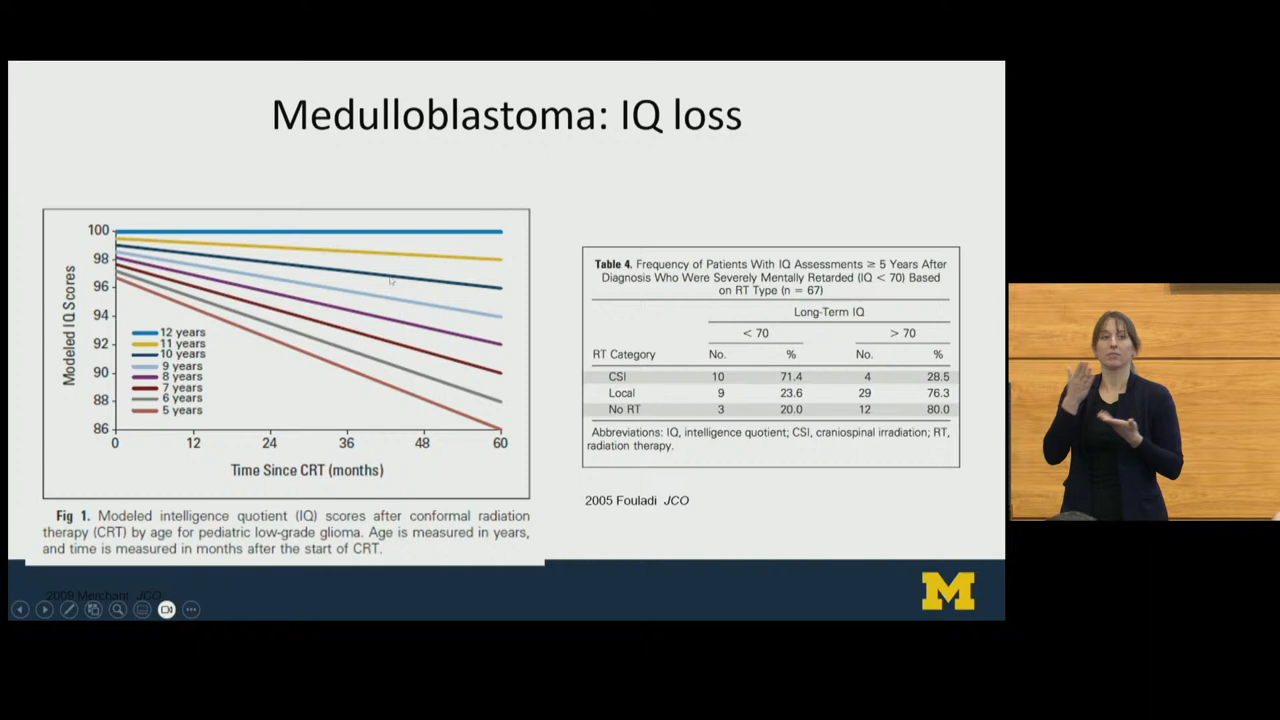 Medulloblastoma: IQ loss
Modeled IQ Scores
100
98
96
94
92
90
88
86
12 years
11 years
10 years
9 years
8 years
7 years
6 years
5 years
0 12 24 36 48 60
Time Since CRT (months)
Fig 1. Modeled intelligence quotient (IQ) scores after conformal radiation
therapy (CRT) by age for pediatric low-grade glioma. Age is measured in years,
and time is measured in months after the start of CRT.
2009 Merchant JCO
Table 4. Frequency of Patients With IQ Assessments ≥ 5 Years After
Diagnosis Who Were Severely Mentally Retarded (IQ < 70) Based
on RT Type (n = 67)
Long-Term IQ
< 70 > 70
RT Category No. % No. %
CSI 10 71.4 4 28.5
Local 9 23.6 29 76.3
No RT 3 20.0 12 80.0
Abbreviations: IQ, intelligence quotient; CSI, craniospinal irradiation; RT,
radiation therapy.
2005 Fouladi JCO
M